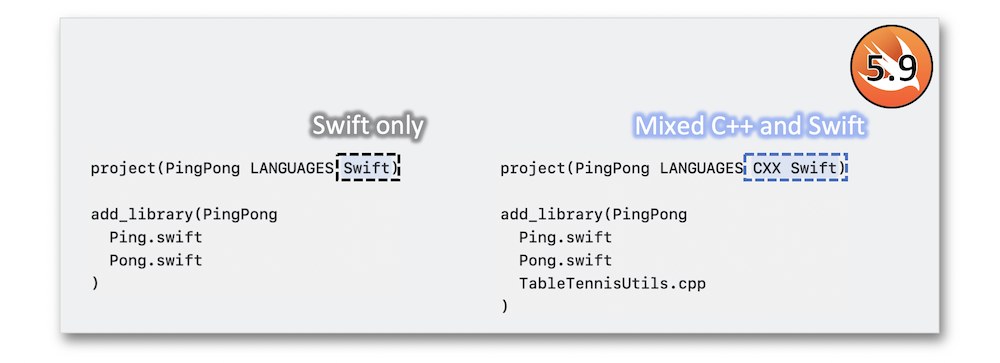 5.9
Swift only
project(PingPong LANGUAGES Swift)
add_library(PingPong
  Ping.swift
  Pong.swift
)
Mixed C++ and Swift
project(PingPong LANGUAGES CXX Swift)
add_library(PingPong
  Ping.swift
  Pong.swift
  TableTennisUtils.cpp
)